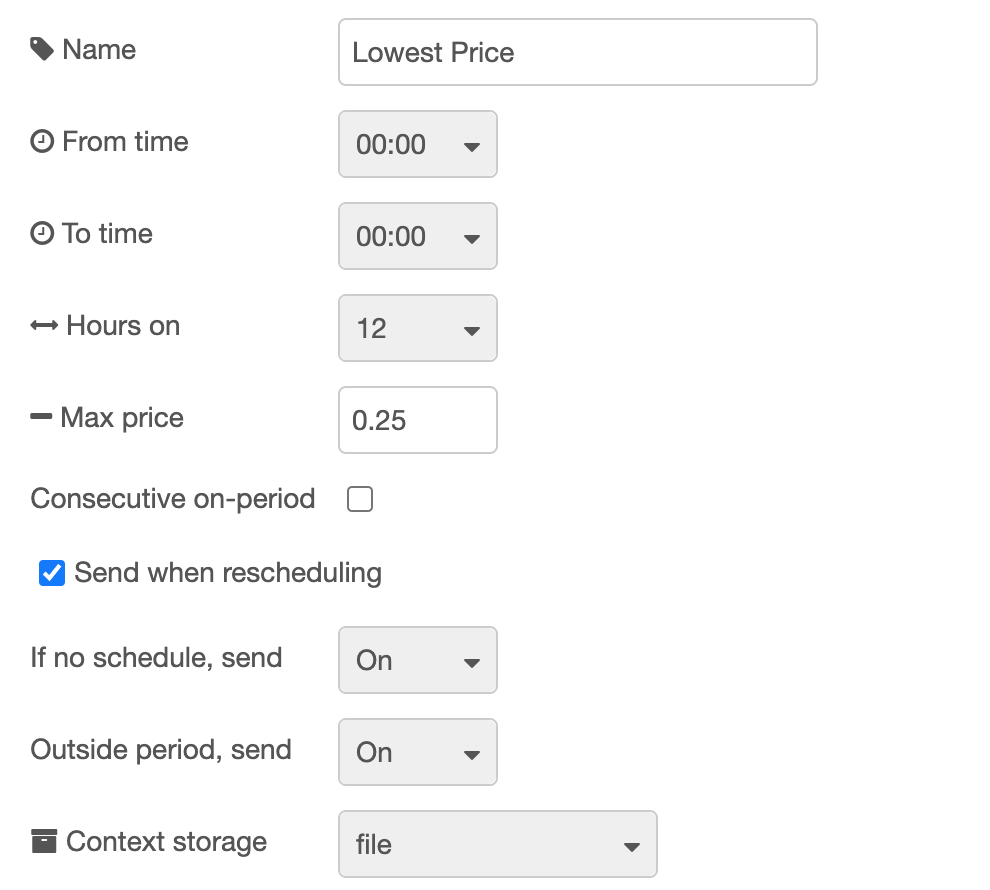 Name Lowest Price
From time 00:00
To time 00:00
Hours on 12
Max price 0.25
Consecutive on-period
Send when rescheduling
If no schedule, send On
Outside period, send On
Context storage file